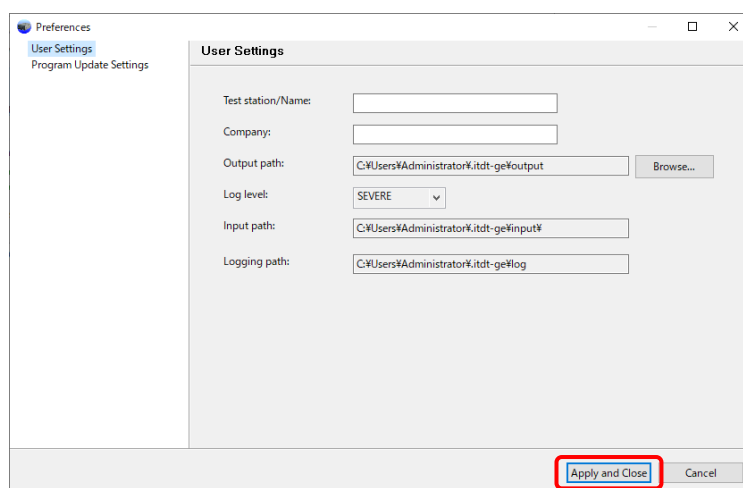 Preferences
User Settings
Program Update Settings
User Settings
Test station/Name:
Company:
Output path: C:¥Users¥Administrator¥.itdt-ge¥output Browse...
Log level: SEVERE
Input path: C:¥Users¥Administrator¥.itdt-ge¥input¥
Logging path: C:¥Users¥Administrator¥.itdt-ge¥log
Apply and Close Cancel